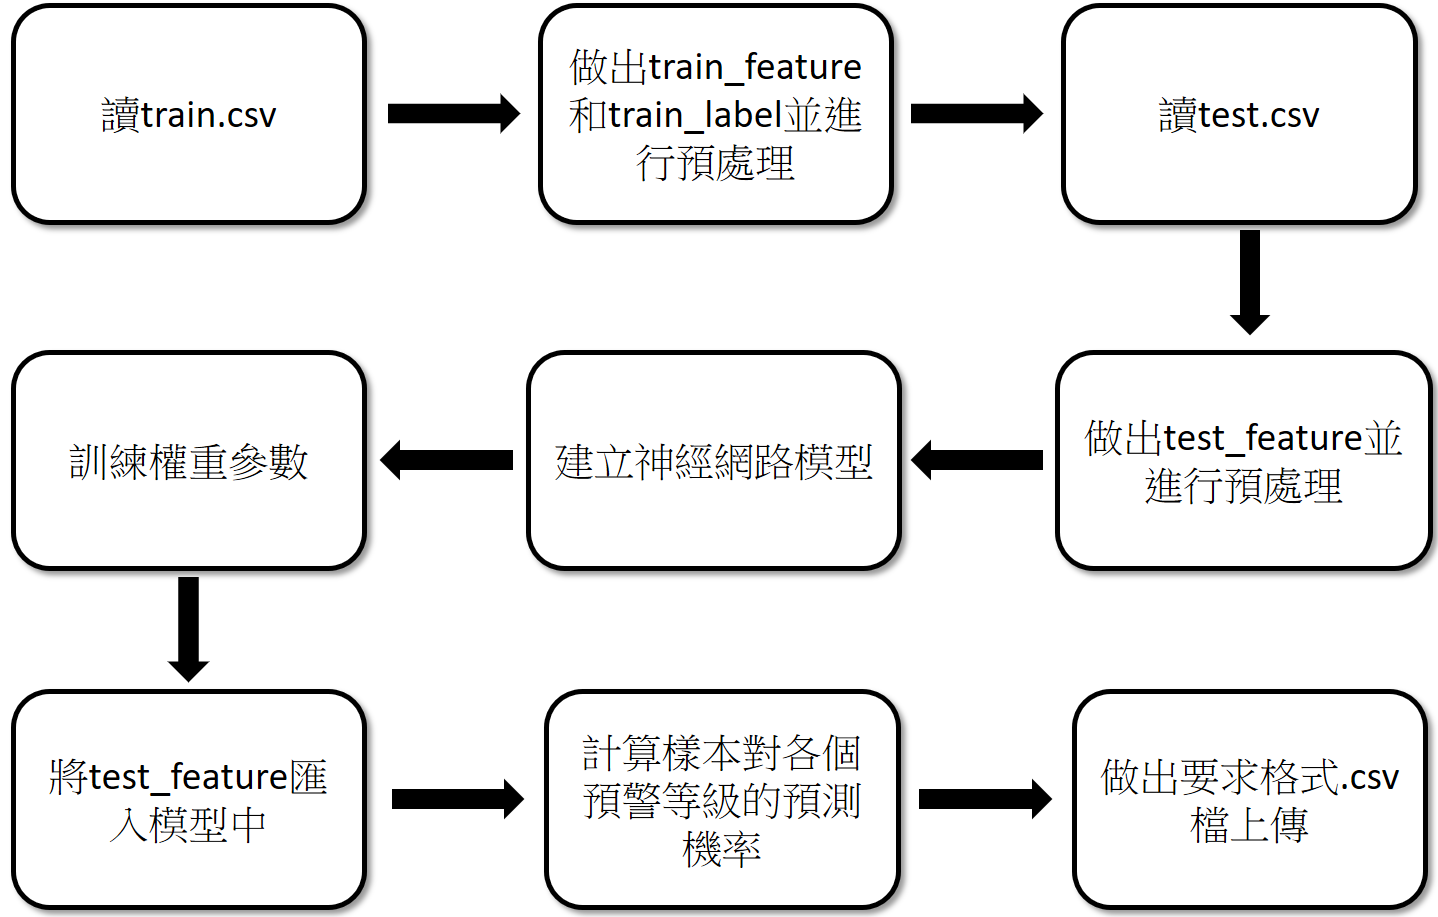 讀train.csv
做出train_feature
和train_label並進
行預處理
讀test.csv
做出test_feature並
進行預處理
建立神經網路模型
訓練權重參數
將test_feature匯
入模型中
計算樣本對各個
預警等級的預測
機率
做出要求格式.csv
檔上傳